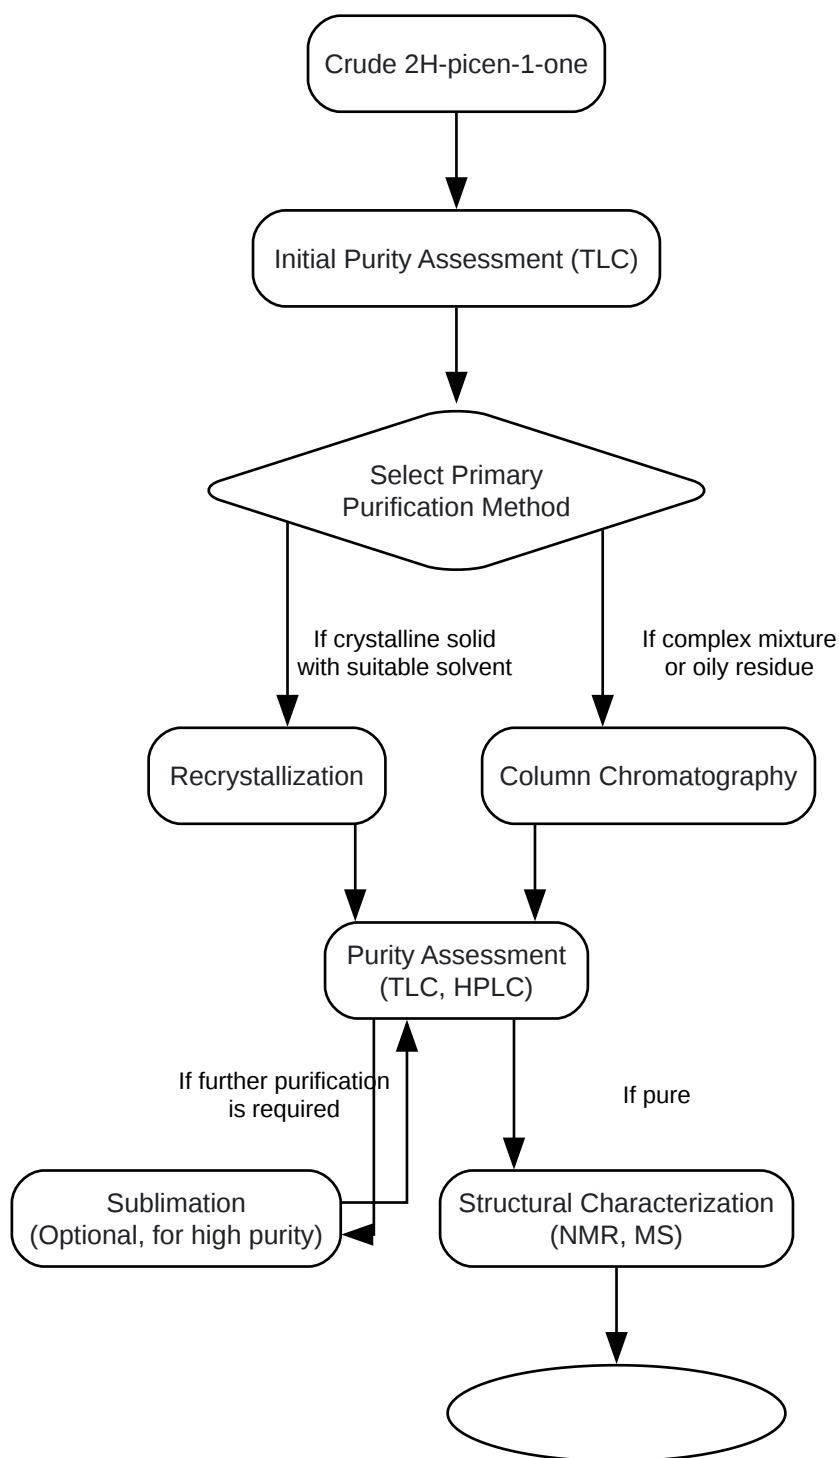 Crude 2H-picen-1-one
Initial Purity Assessment (TLC)
Select Primary
Purification Method
If crystalline solid
with suitable solvent
If complex mixture
or oily residue
Recrystallization
Column Chromatography
Purity Assessment
(TLC, HPLC)
If further purification
is required
If pure
Sublimation
(Optional, for high purity)
Structural Characterization
(NMR, MS)